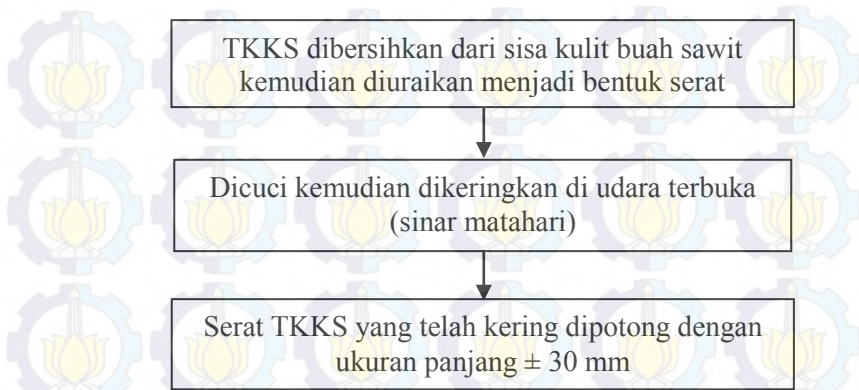 TKKS dibersihkan dari sisa kulit buah sawit
kemudian diuraikan menjadi bentuk serat
Dicuci kemudian dikeringkan di udara terbuka
(sinar matahari)
Serat TKKS yang telah kering dipotong dengan
ukuran panjang ± 30 mm